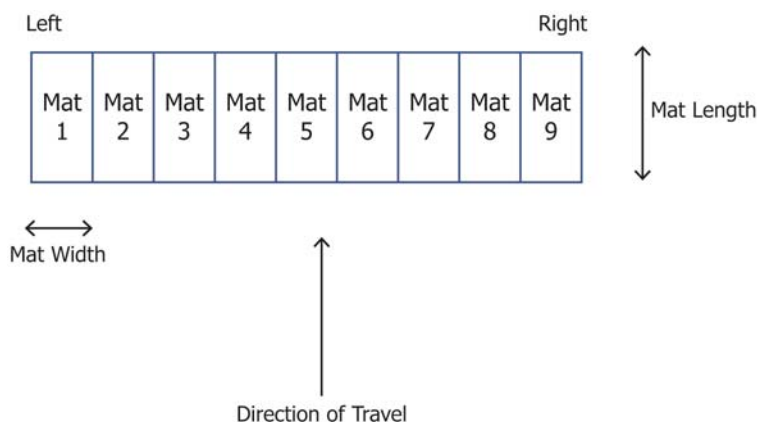 Left Right
Mat Mat Mat Mat Mat Mat Mat Mat Mat
1 2 3 4 5 6 7 8 9
Mat Length
Mat Width
Direction of Travel